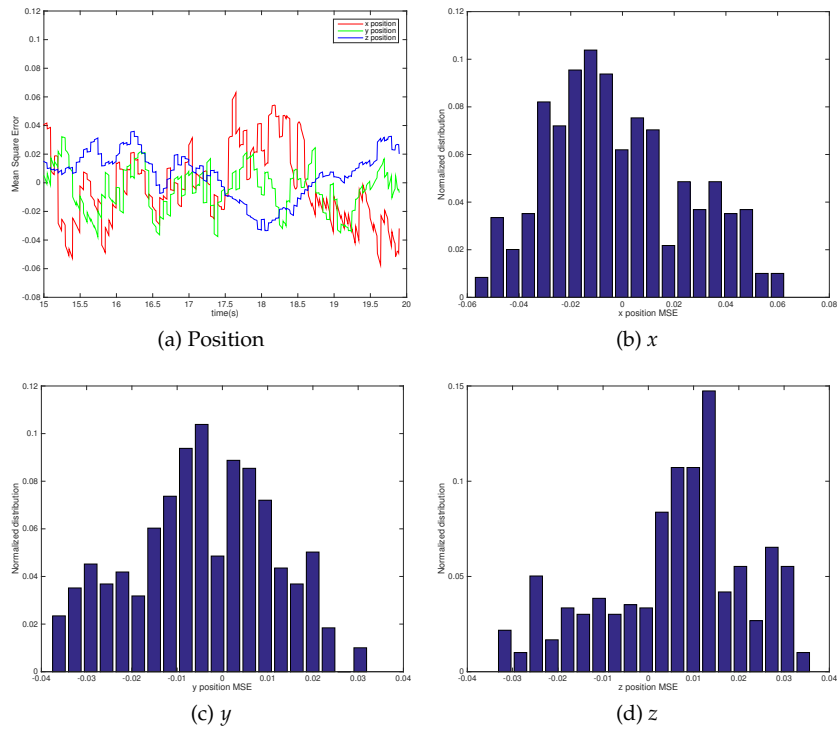 0.12
0.1
0.08
0.06
0.04
0.02
0
-0.02
-0.04
-0.06
-0.08
Mean Square Error
x position
y position
z position
15 15.5 16 16.5 17 17.5 18 18.5 19 19.5 20
time(s)
(a) Position
0.12
0.1
0.08
0.06
0.04
0.02
0
Normalized distribution
-0.06 -0.04 -0.02 0 0.02 0.04 0.06 0.08
x position MSE
(b) x
0.12
0.1
0.08
0.06
0.04
0.02
0
Normalized distribution
-0.04 -0.03 -0.02 -0.01 0 0.01 0.02 0.03 0.04
y position MSE
(c) y
0.15
0.1
0.05
0
Normalized distribution
-0.04 -0.03 -0.02 -0.01 0 0.01 0.02 0.03 0.04
z position MSE
(d) z